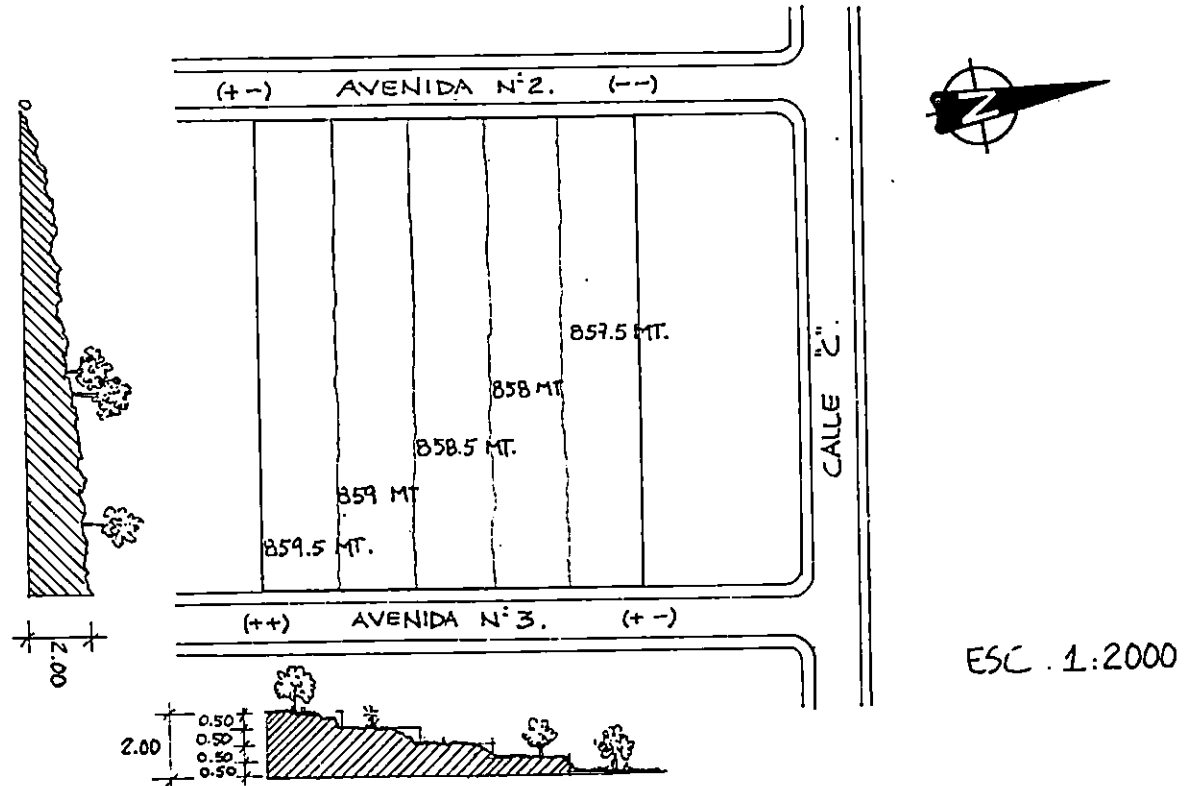 (+-) AVENIDA N°2. (--)
N
0
857.5 MT.
858 MT
858.5 MT.
859 MT
859.5 MT.
CALLE "C".
(++) AVENIDA N°3. (+-)
2.00
ESC. 1:2000
2.00
0.50
0.50
0.50
0.50